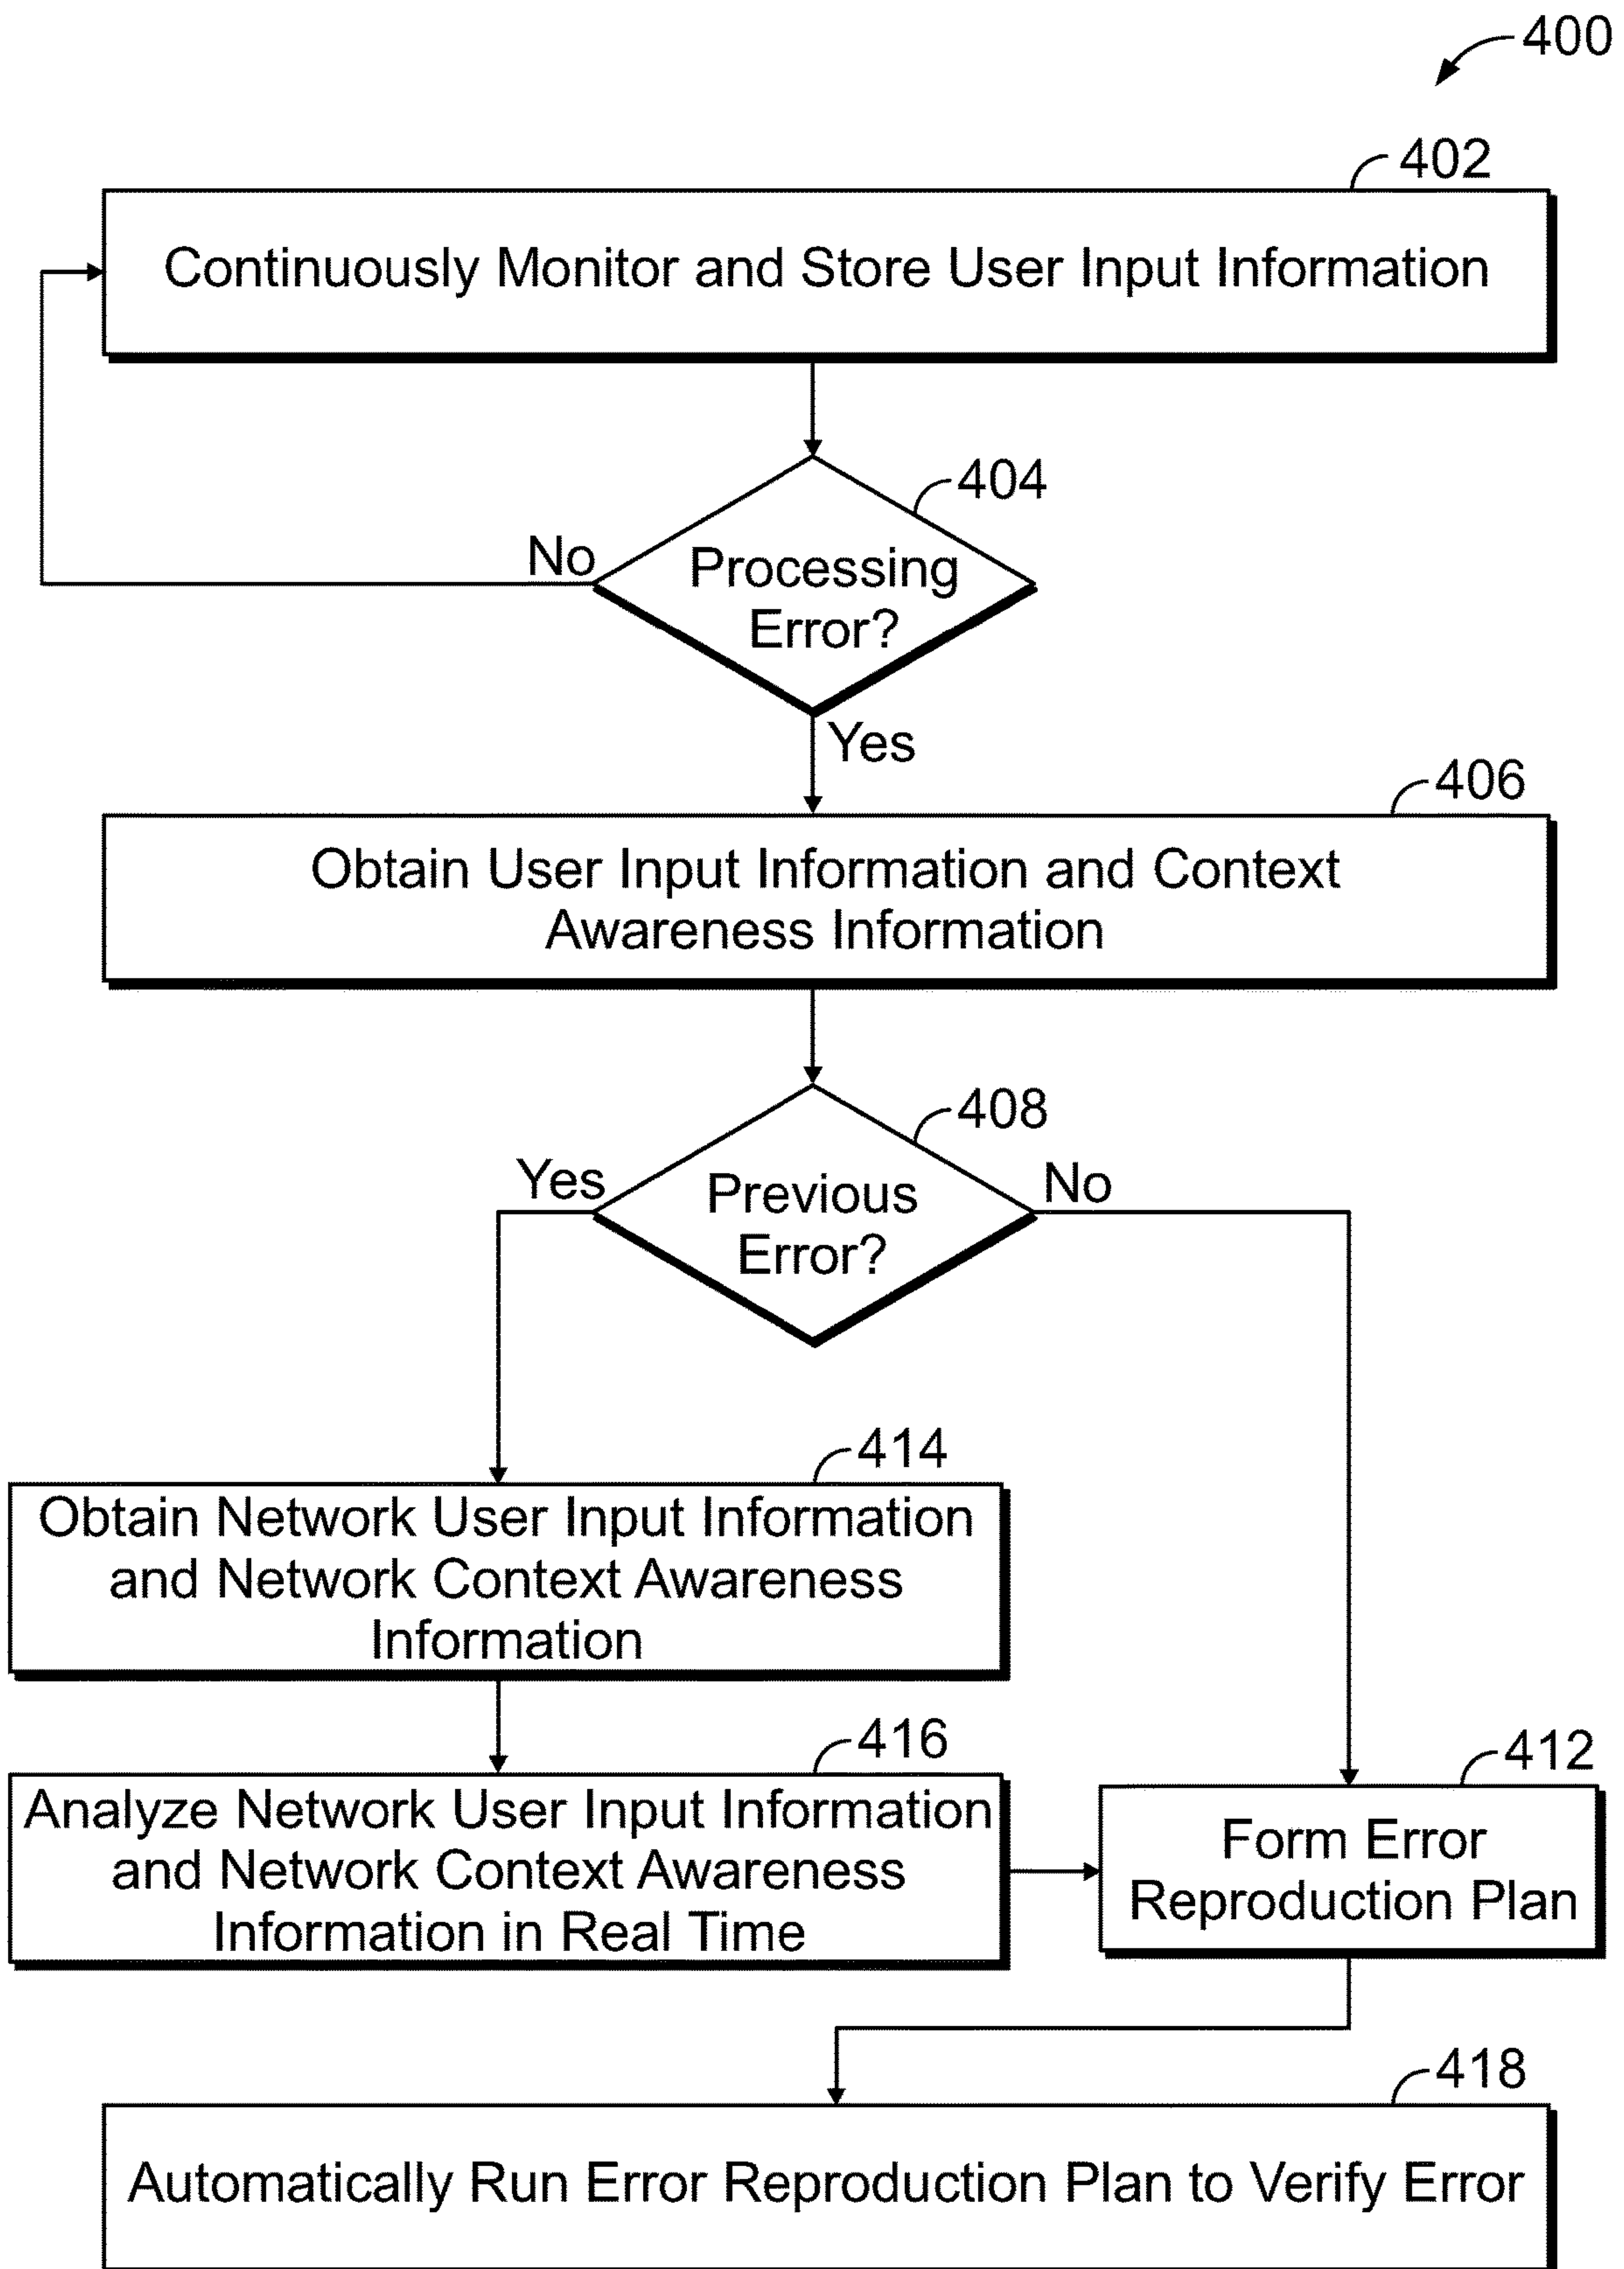 400
402
Continuously Monitor and Store User Input Information
404
No
Processing
Error?
Yes
406
Obtain User Input Information and Context
Awareness Information
408
Yes
Previous
Error?
No
414
Obtain Network User Input Information
and Network Context Awareness
Information
416
Analyze Network User Input Information
and Network Context Awareness
Information in Real Time
412
Form Error
Reproduction Plan
418
Automatically Run Error Reproduction Plan to Verify Error